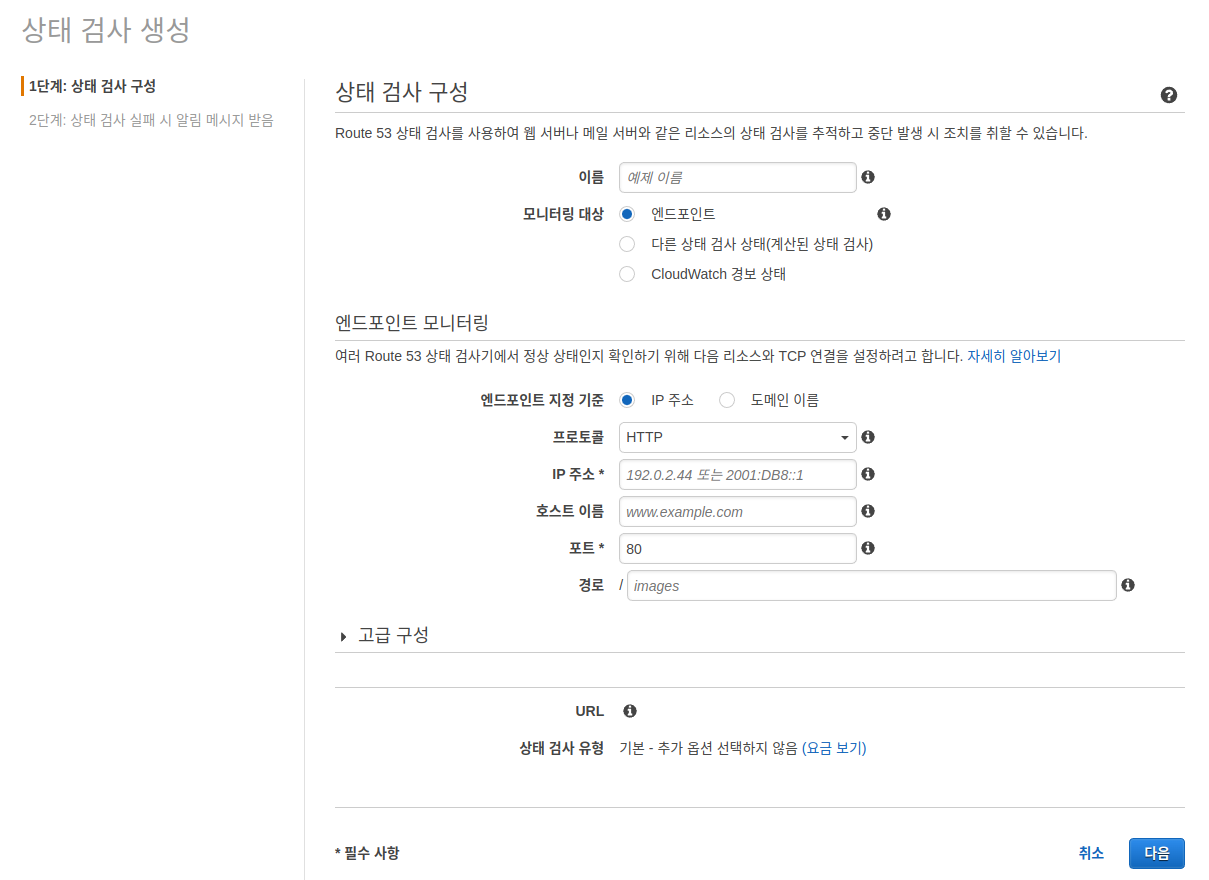 상태 검사 생성
1단계: 상태 검사 구성
2단계: 상태 검사 실패 시 알림 메시지 받음
상태 검사 구성
Route 53 상태 검사를 사용하여 웹 서버나 메일 서버와 같은 리소스의 상태 검사를 추적하고 중단 발생 시 조치를 취할 수 있습니다.
이름 예제 이름
모니터링 대상 엔드포인트
다른 상태 검사 상태(계산된 상태 검사)
CloudWatch 경보 상태
엔드포인트 모니터링
여러 Route 53 상태 검사기에서 정상 상태인지 확인하기 위해 다음 리소스와 TCP 연결을 설정하려고 합니다. 자세히 알아보기
엔드포인트 지정 기준 IP 주소 도메인 이름
프로토콜 HTTP
IP 주소 * 192.0.2.44 또는 2001:DB8::1
호스트 이름 www.example.com
포트 * 80
경로 / images
고급 구성
URL
상태 검사 유형 기본 - 추가 옵션 선택하지 않음 (요금 보기)
* 필수 사항 취소 다음